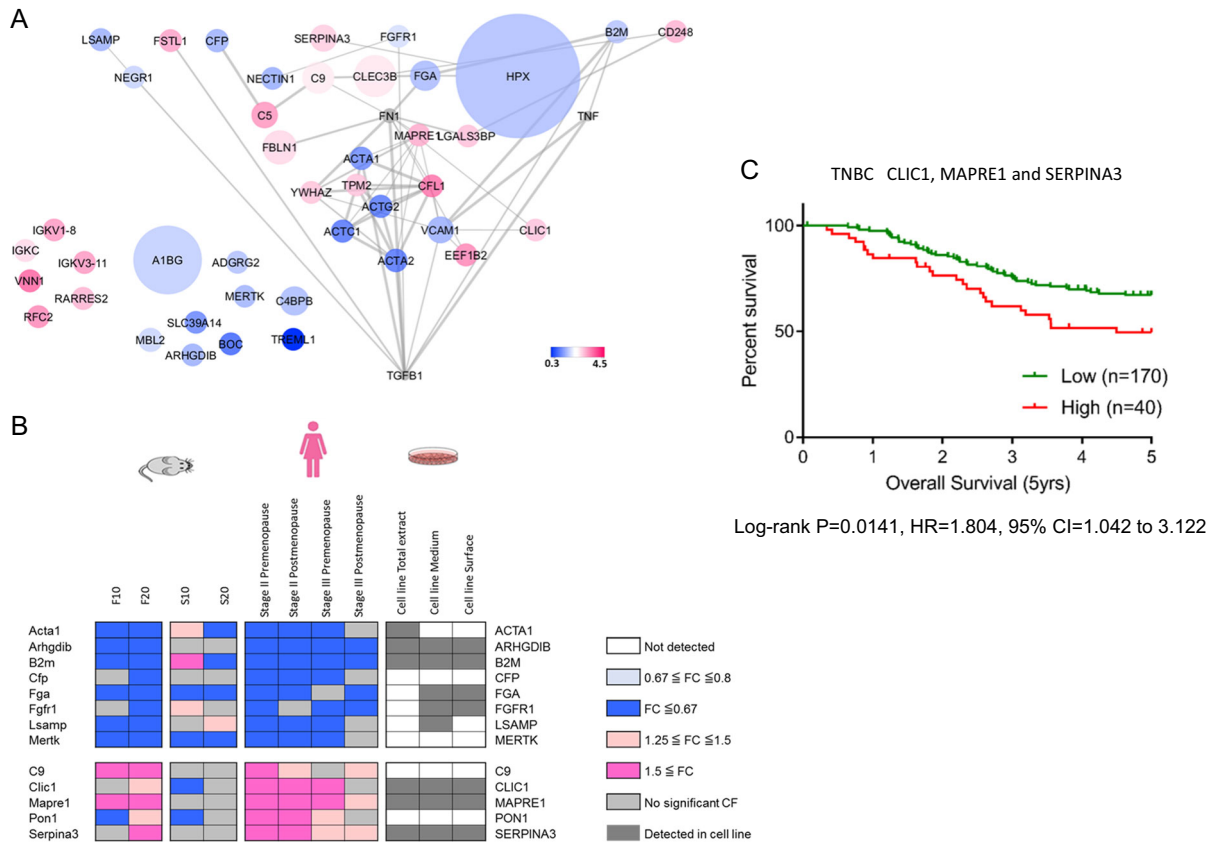 A
LSAMP
FSTL1
CFP
SERPINA3
FGFR1
B2M
CD248
NEGR1
NECTIN1
C9
CLEC3B
FGA
HPX
C5
FN1
TNF
FBLN1
MAPRE1
LGALS3BP
ACTA1
YWHAZ
TPM2
CFL1
ACTG2
ACTC1
VCAM1
CLIC1
ACTA2
EEF1B2
IGKV1-8
IGKC
IGKV3-11
VNN1
RARRES2
RFC2
A1BG
ADGRG2
MERTK
C4BPB
SLC39A14
MBL2
BOC
TREML1
ARHGDIB
TGFB1
0.3 4.5
B
F10 F20 S10 S20 Stage II Premenopause Stage II Postmenopause Stage III Premenopause Stage III Postmenopause Cell line Total extract Cell line Medium Cell line Surface
Acta1 ACTA1
Arhgdib ARHGDIB
B2m B2M
Cfp CFP
Fga FGA
Fgfr1 FGFR1
Lsamp LSAMP
Mertk MERTK
C9 C9
Clic1 CLIC1
Mapre1 MAPRE1
Pon1 PON1
Serpina3 SERPINA3
Not detected
0.67 ≦ FC ≦0.8
FC ≦0.67
1.25 ≦ FC ≦1.5
1.5 ≦ FC
No significant CF
Detected in cell line
C
TNBC CLIC1, MAPRE1 and SERPINA3
Percent survival
100
50
0
Low (n=170)
High (n=40)
0 1 2 3 4 5
Overall Survival (5yrs)
Log-rank P=0.0141, HR=1.804, 95% CI=1.042 to 3.122